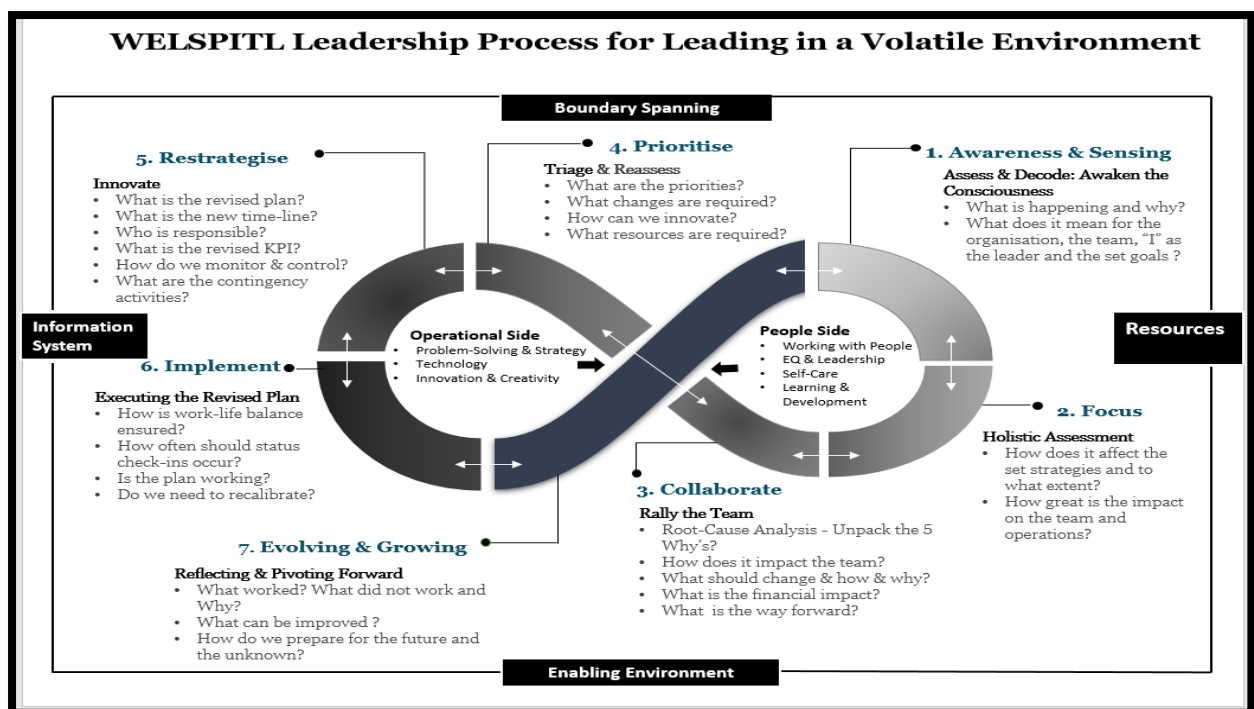 WELSPITL Leadership Process for Leading in a Volatile Environment
Boundary Spanning
5. Restrategise
Innovate
• What is the revised plan?
• What is the new time-line?
• Who is responsible?
• What is the revised KPI?
• How do we monitor & control?
• What are the contingency
activities?
4. Prioritise
Triage & Reassess
• What are the priorities?
• What changes are required?
• How can we innovate?
• What resources are required?
1. Awareness & Sensing
Assess & Decode: Awaken the
Consciousness
• What is happening and why?
• What does it mean for the
organisation, the team, “I” as
the leader and the set goals ?
Information
System
Operational Side
• Problem-Solving & Strategy
• Technology
• Innovation & Creativity
People Side
• Working with People
• EQ & Leadership
• Self-Care
• Learning &
Development
Resources
6. Implement
Executing the Revised Plan
• How is work-life balance
ensured?
• How often should status
check-ins occur?
• Is the plan working?
• Do we need to recalibrate?
2. Focus
Holistic Assessment
• How does it affect the
set strategies and to
what extent?
• How great is the impact
on the team and
operations?
3. Collaborate
Rally the Team
• Root-Cause Analysis - Unpack the 5
Why’s?
• How does it impact the team?
• What should change & how & why?
• What is the financial impact?
• What is the way forward?
7. Evolving & Growing
Reflecting & Pivoting Forward
• What worked? What did not work and
Why?
• What can be improved ?
• How do we prepare for the future and
the unknown?
Enabling Environment